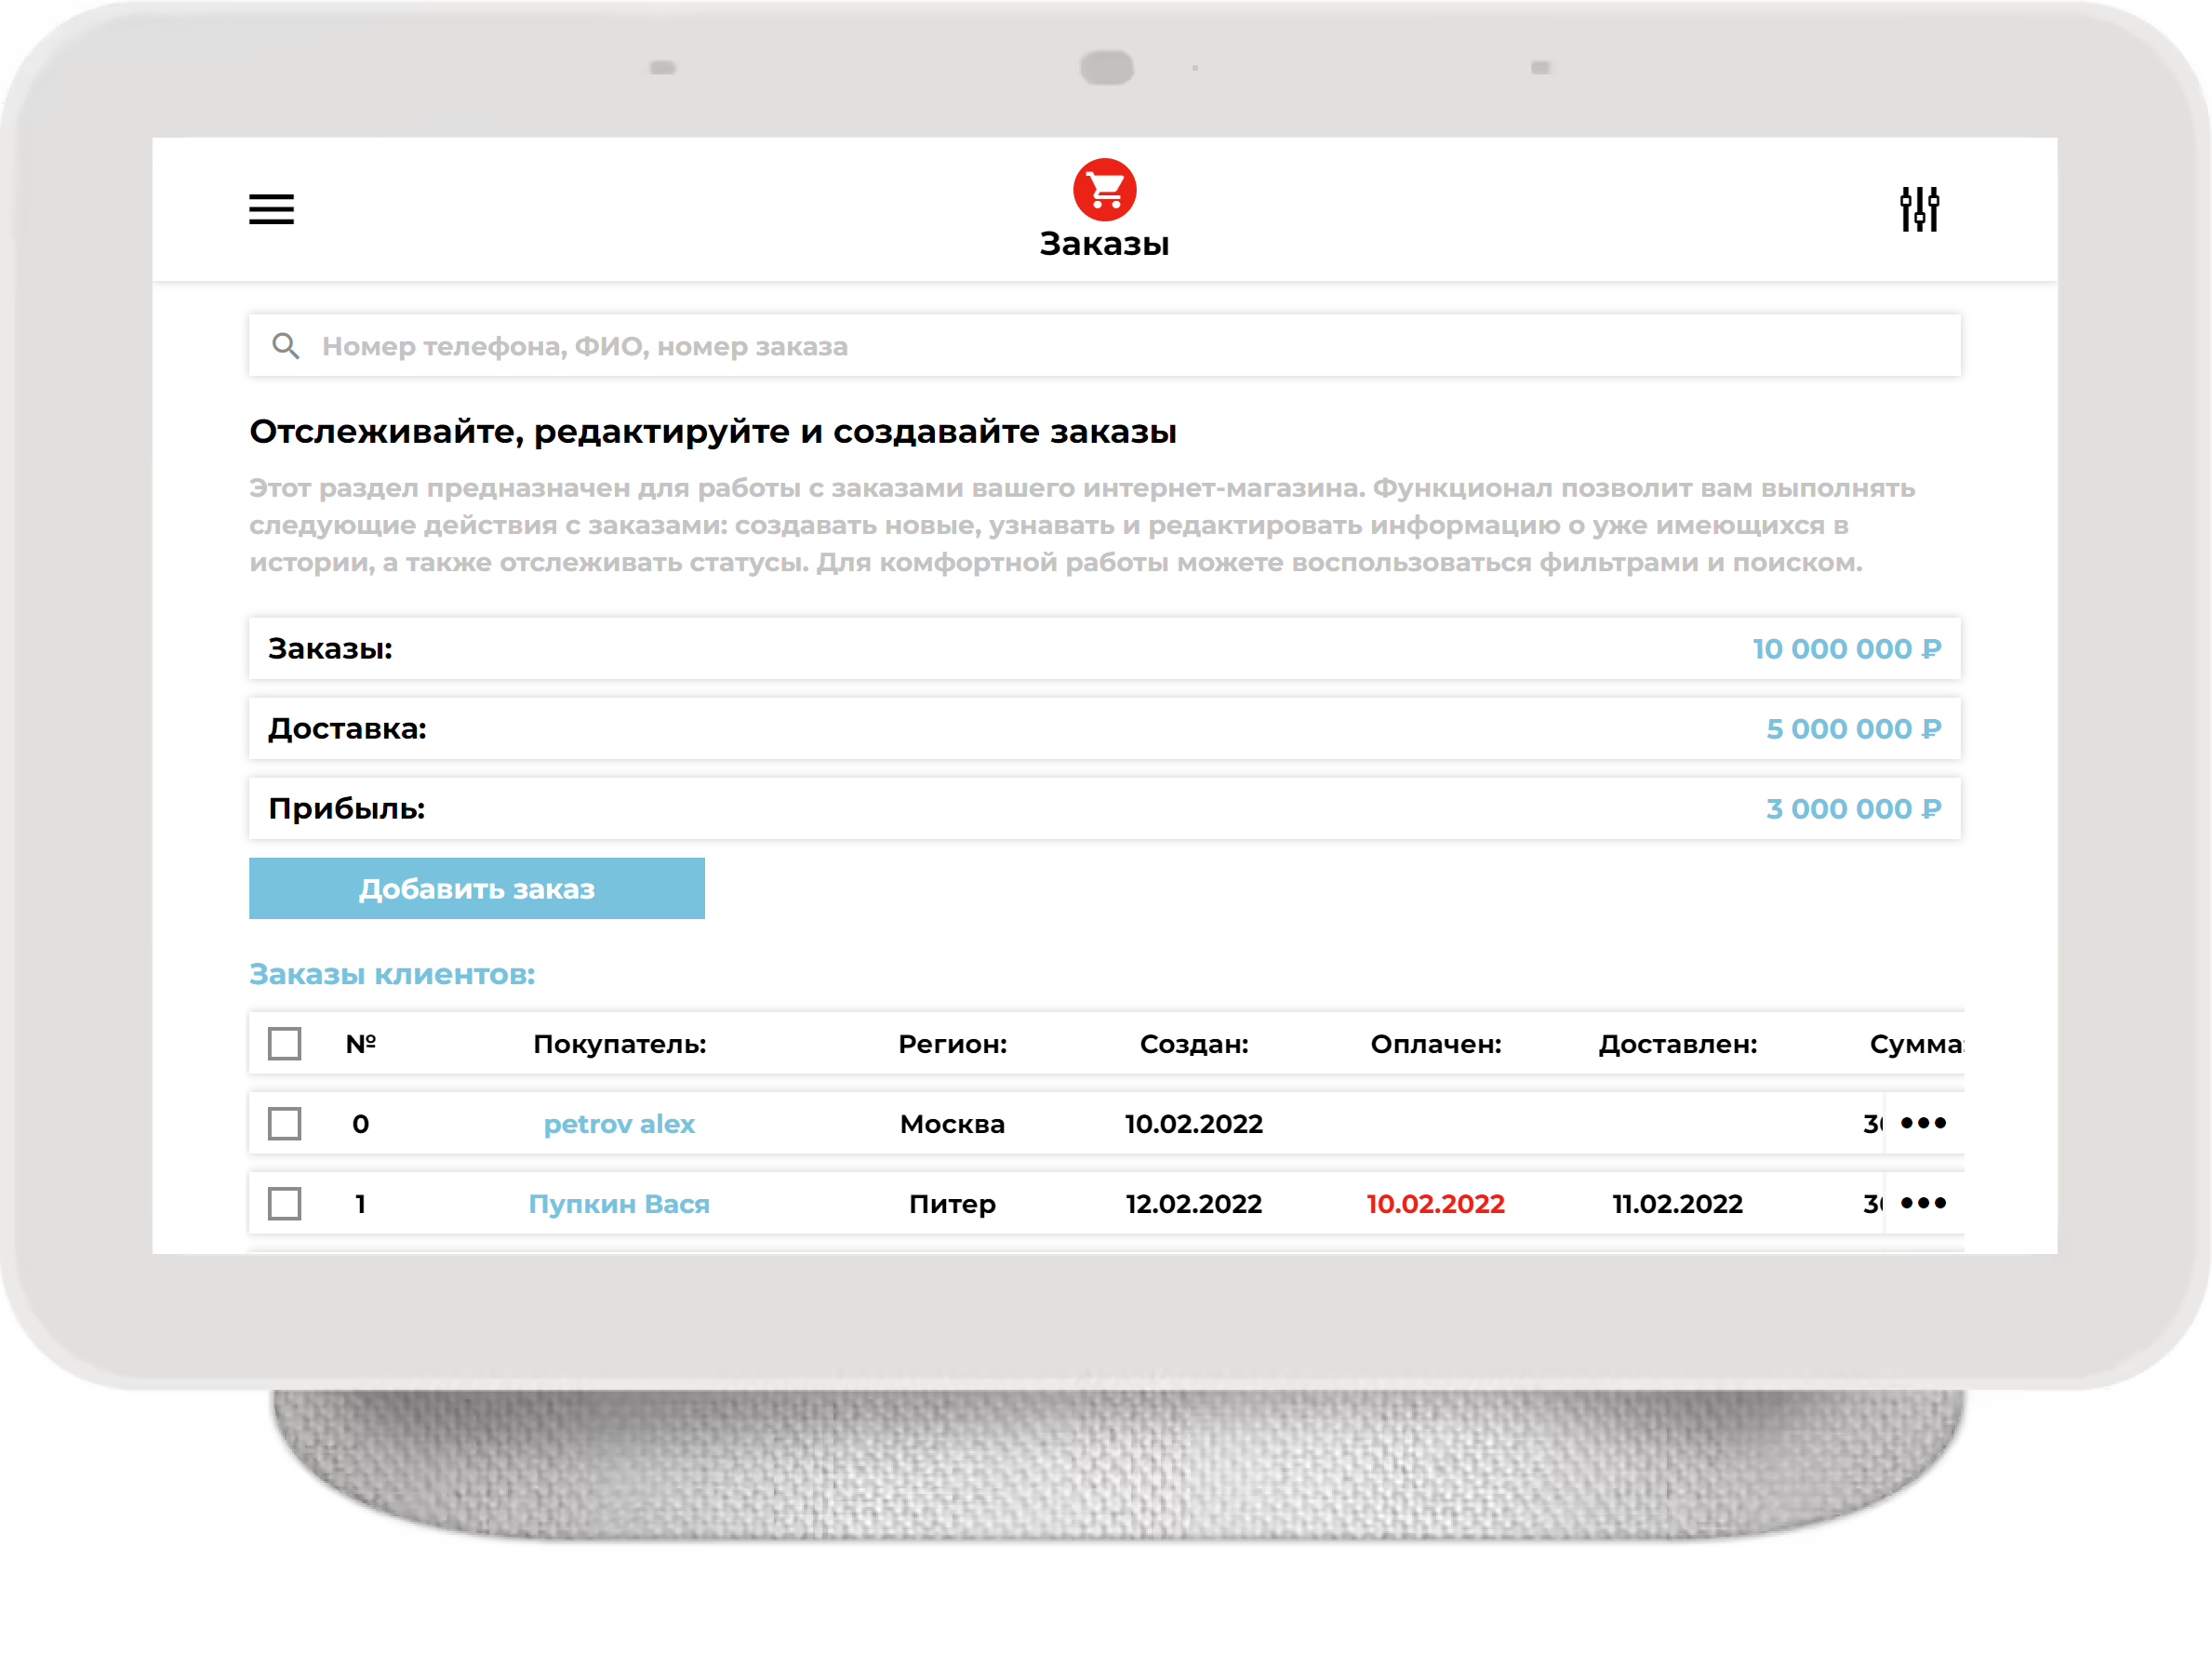 Заказы
Номер телефона, ФИО, номер заказа
Отслеживайте, редактируйте и создавайте заказы
Этот раздел предназначен для работы с заказами вашего интернет-магазина. Функционал позволит вам выполнять
следующие действия с заказами: создавать новые, узнавать и редактировать информацию о уже имеющихся в
истории, а также отслеживать статусы. Для комфортной работы можете воспользоваться фильтрами и поиском.
Заказы: 10 000 000 ₽
Доставка: 5 000 000 ₽
Прибыль: 3 000 000 ₽
Добавить заказ
Заказы клиентов:
№ Покупатель: Регион: Создан: Оплачен: Доставлен: Сумма:
0 petrov alex Москва 10.02.2022
1 Пупкин Вася Питер 12.02.2022 10.02.2022 11.02.2022